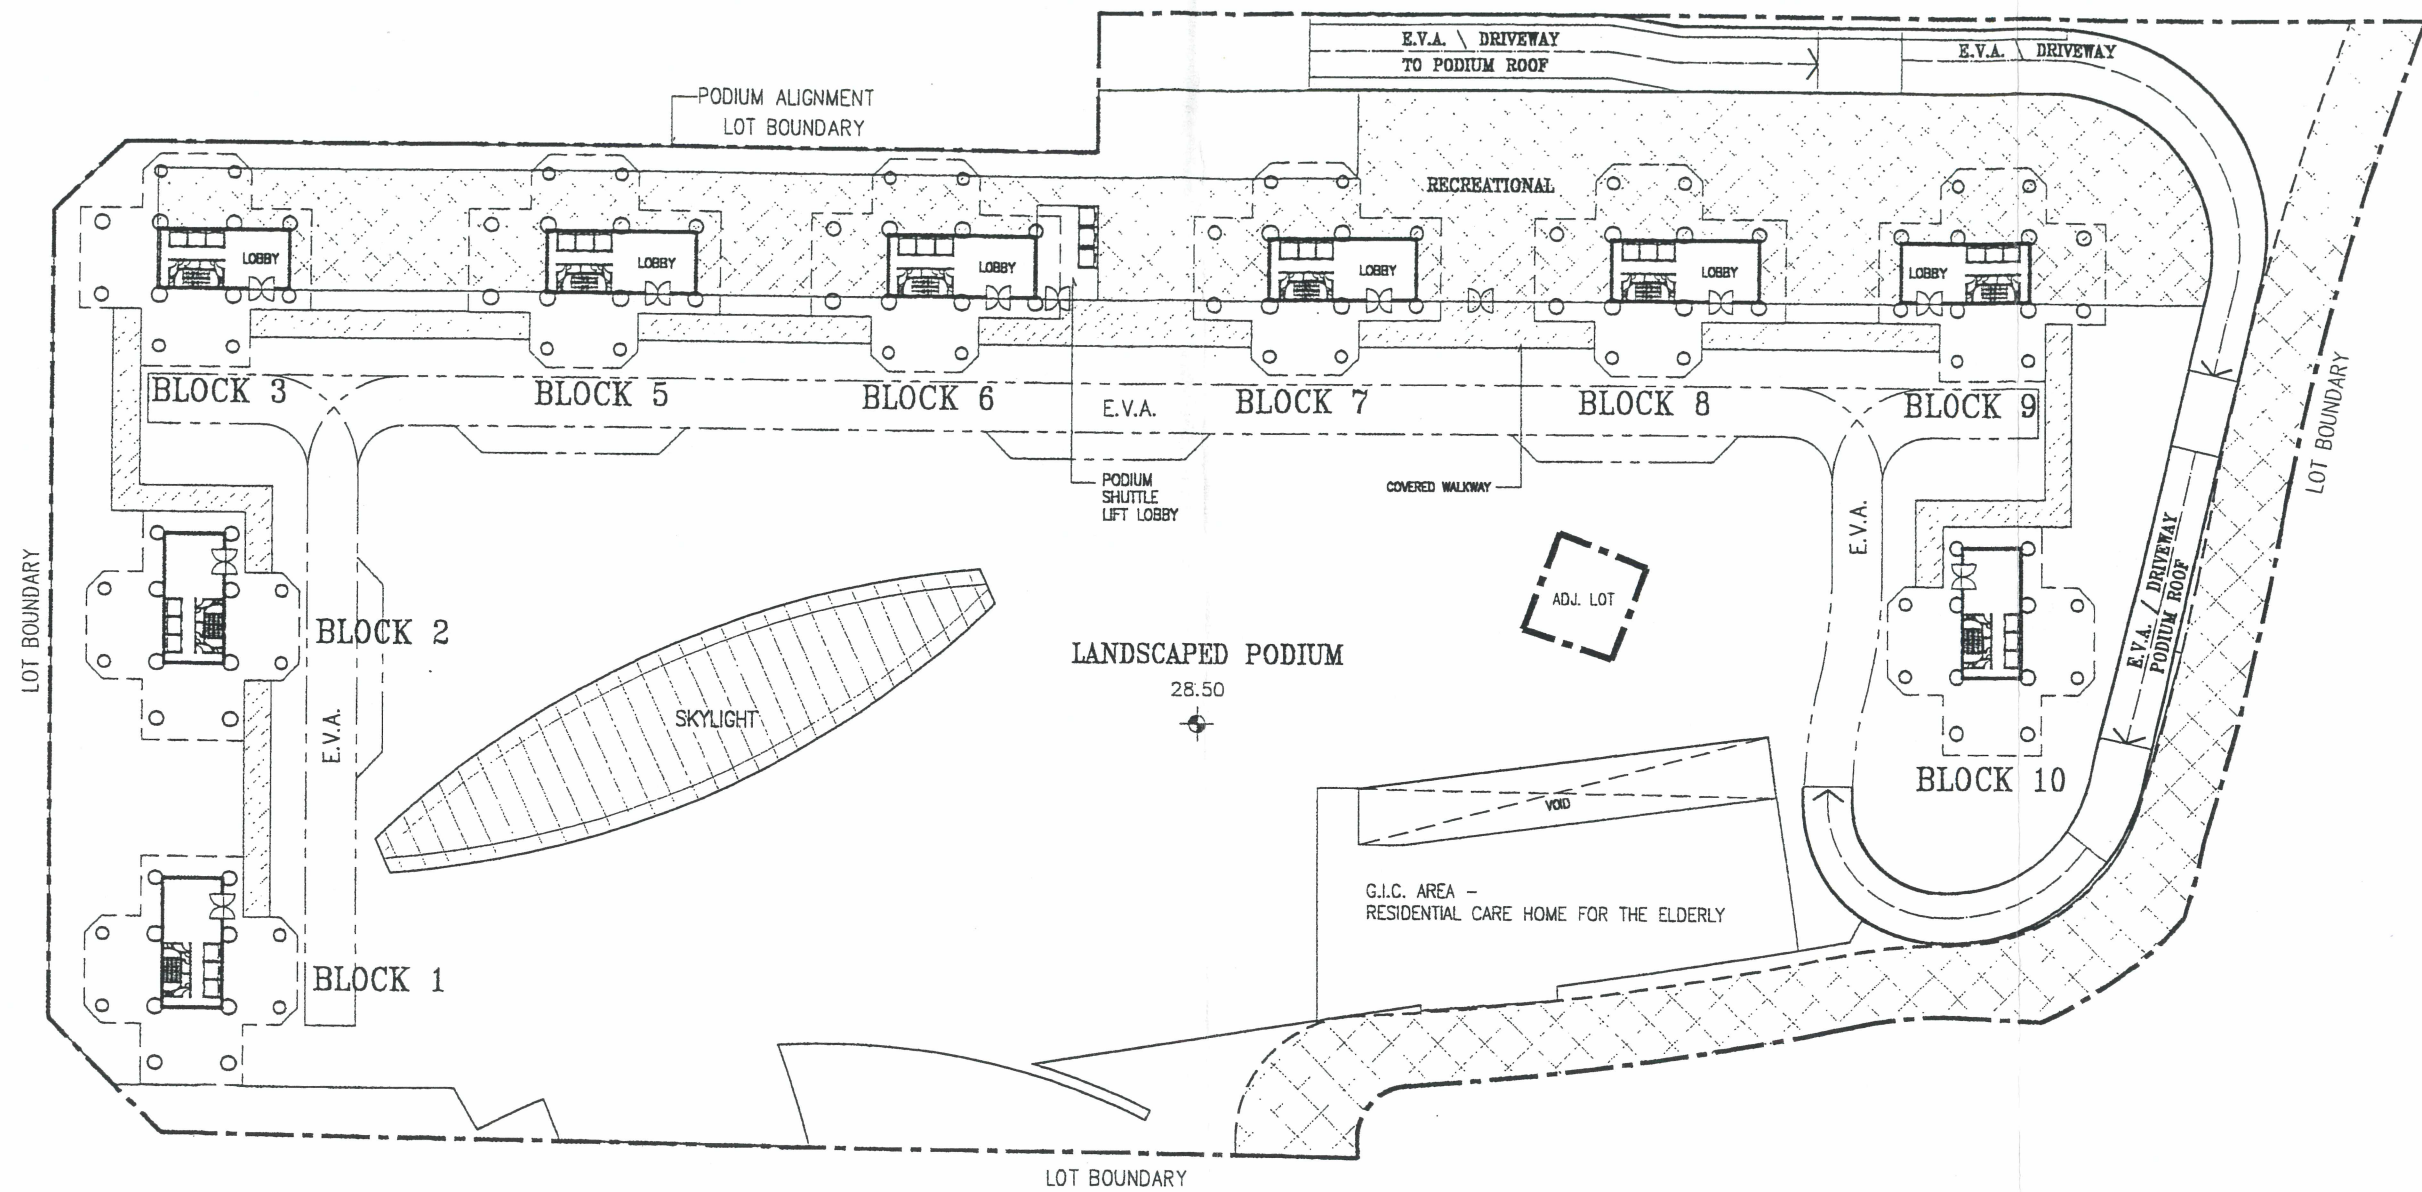 E.V.A. \ DRIVEWAY
TO PODIUM ROOF
E.V.A. \ DRIVEWAY
PODIUM ALIGNMENT
LOT BOUNDARY
RECREATIONAL
LOBBY
LOBBY
LOBBY
LOBBY
LOBBY
LOBBY
BLOCK 3
BLOCK 5
BLOCK 6
E.V.A.
BLOCK 7
BLOCK 8
BLOCK 9
LOT BOUNDARY
PODIUM
SHUTTLE
LIFT LOBBY
COVERED WALKWAY
E.V.A.
E.V.A. / DRIVEWAY
PODIUM ROOF
LOT BOUNDARY
BLOCK 2
E.V.A.
SKYLIGHT
LANDSCAPED PODIUM
28.50
ADJ. LOT
BLOCK 10
VOID
G.I.C. AREA -
RESIDENTIAL CARE HOME FOR THE ELDERLY
BLOCK 1
LOT BOUNDARY